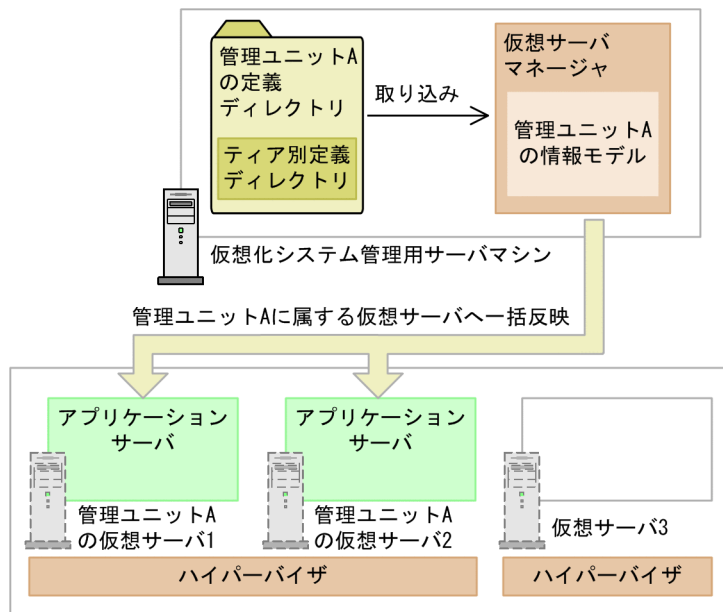 管理ユニットA
の定義
ディレクトリ
ティア別定義
ディレクトリ
取り込み
仮想サーバ
マネージャ
管理ユニットA
の情報モデル
仮想化システム管理用サーバマシン
管理ユニットAに属する仮想サーバへ一括反映
アプリケーション
サーバ
アプリケーション
サーバ
管理ユニットA
の仮想サーバ1
管理ユニットA
の仮想サーバ2
仮想サーバ3
ハイパーバイザ
ハイパーバイザ